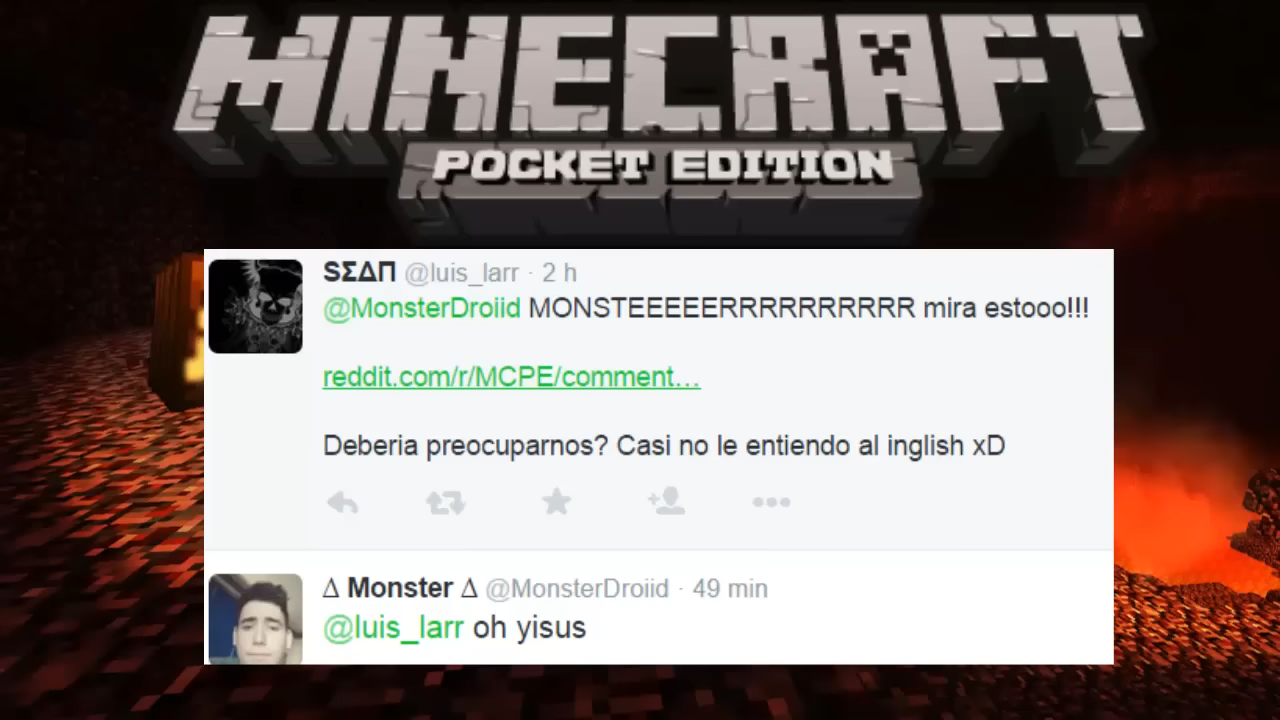 MINECRAFT
POCKET EDITION
SΣΔΠ @luis_larr · 2 h
@MonsterDroiid MONSTEEEEERRRRRRRRRR mira estooo!!!
reddit.com/r/MCPE/comment…
Deberia preocuparnos? Casi no le entiendo al inglish xD
Δ Monster Δ @MonsterDroiid · 49 min
@luis_larr oh yisus